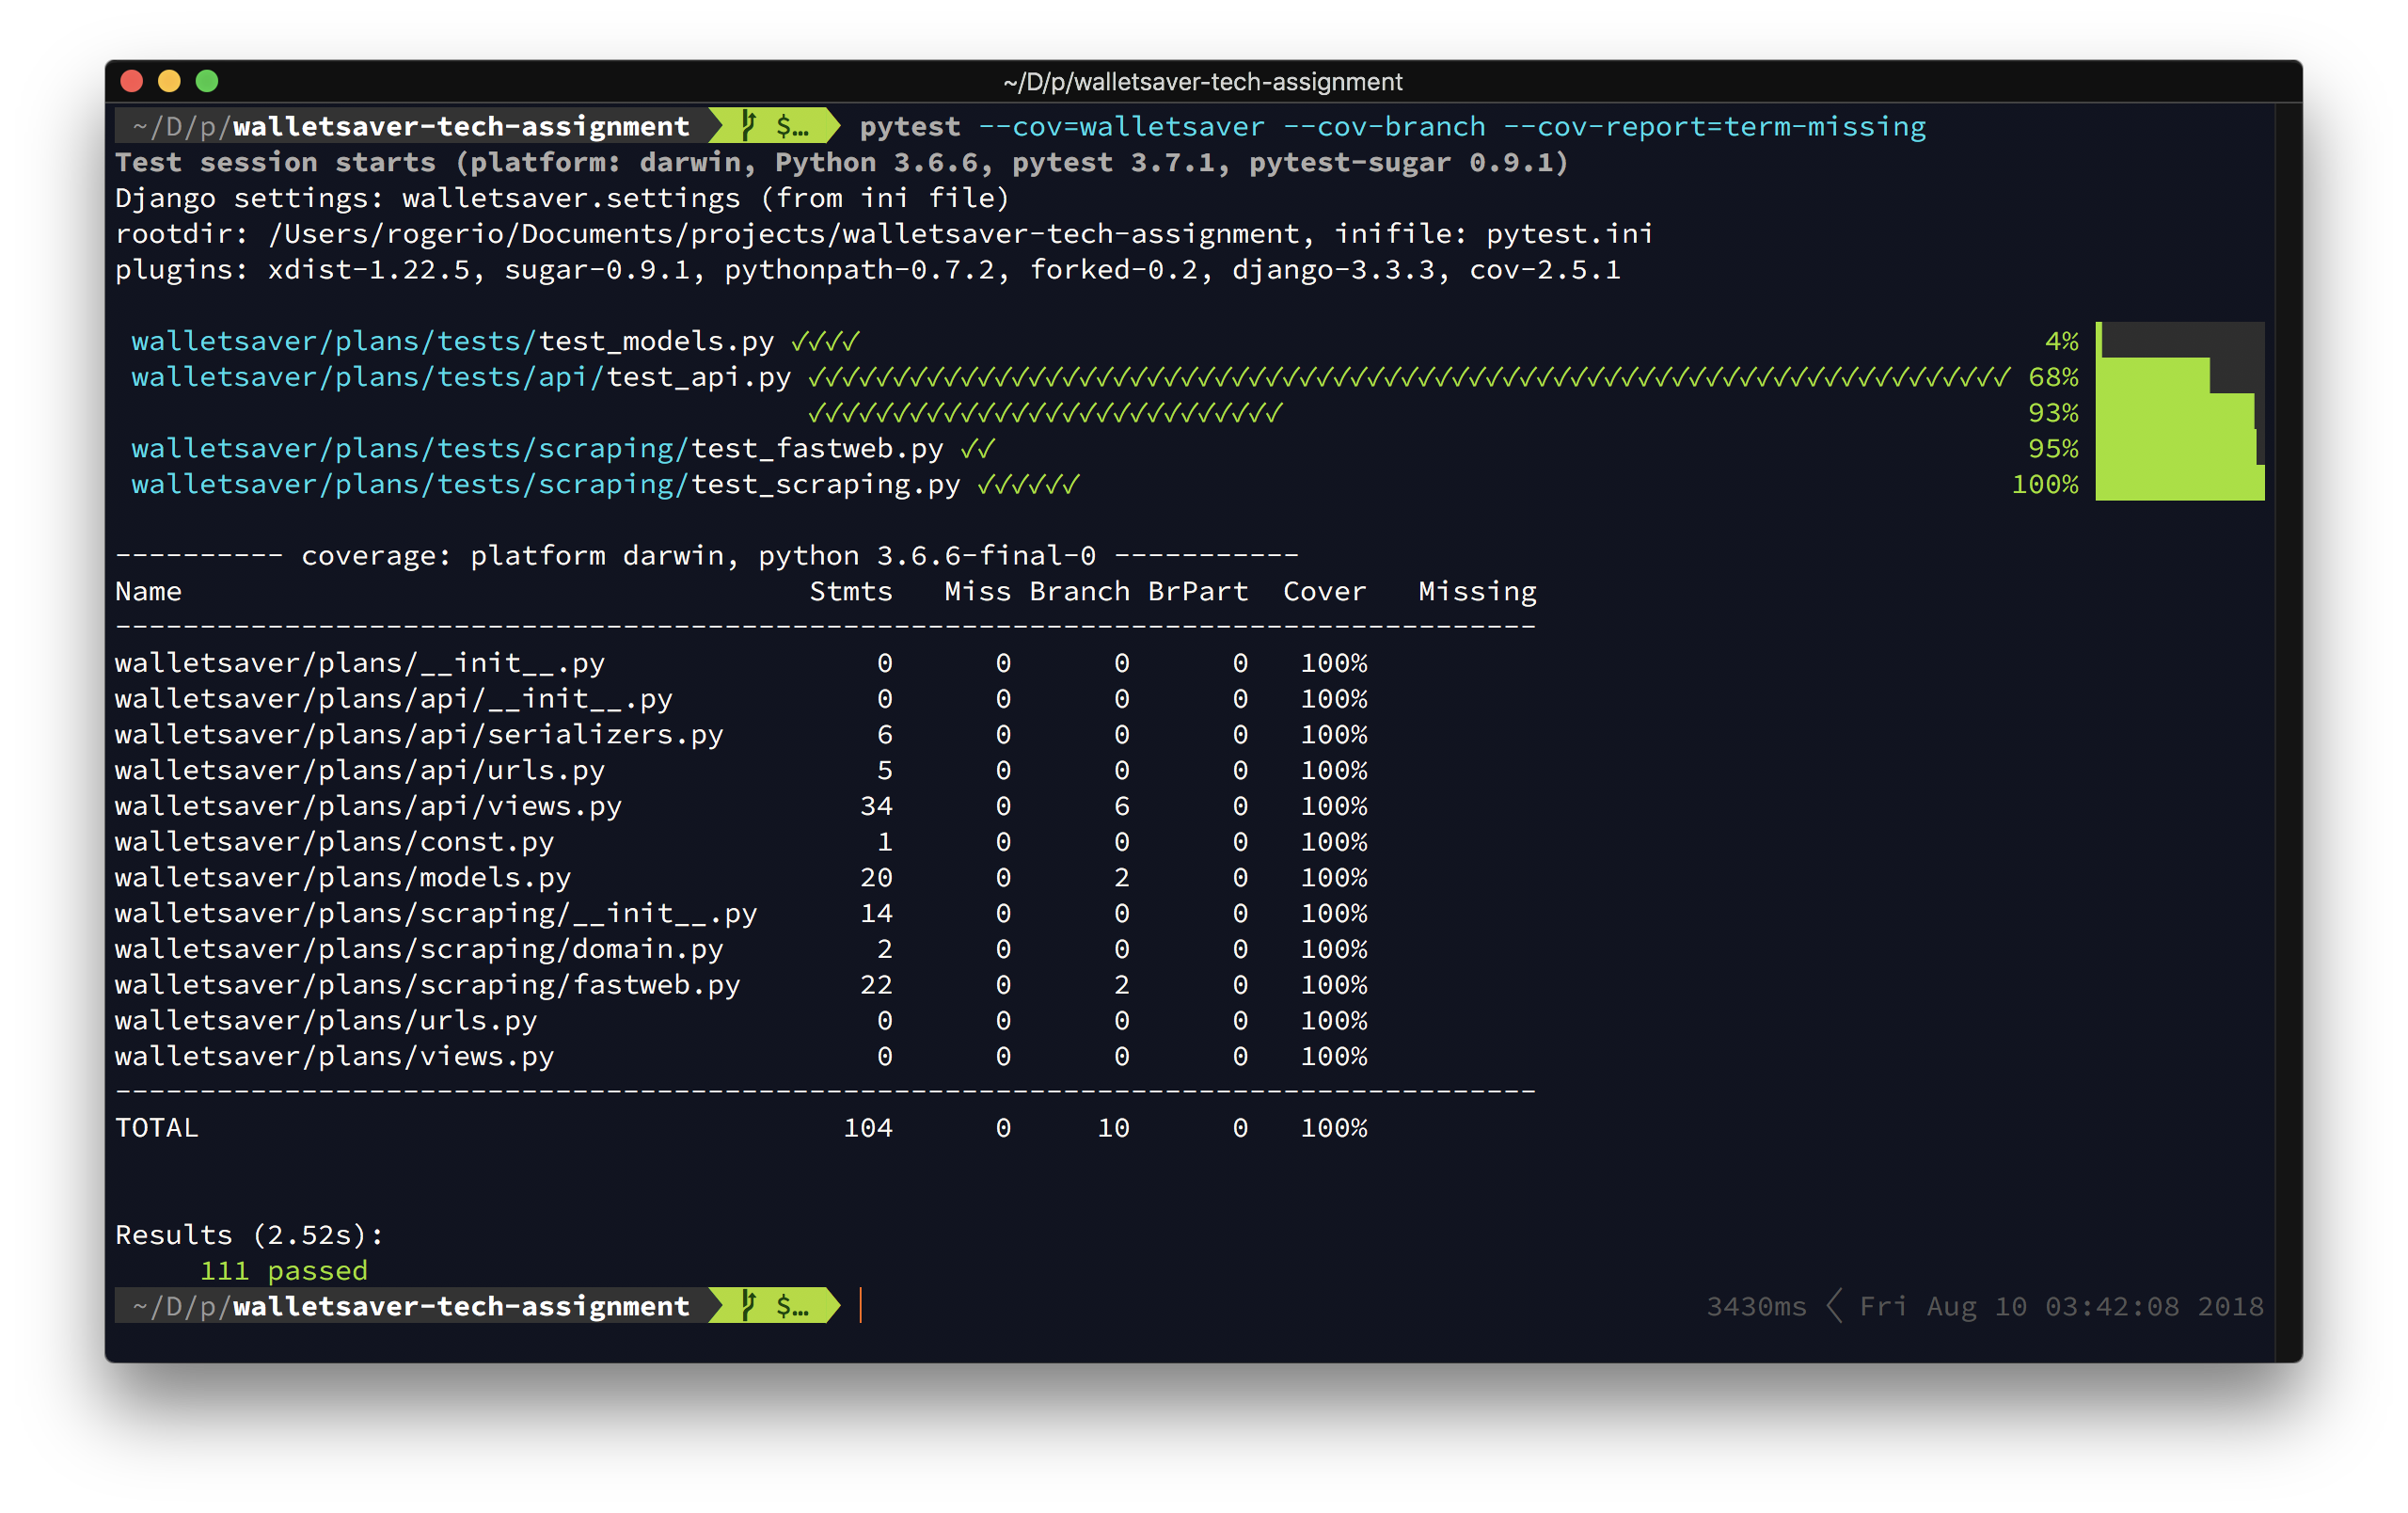 ~/D/p/walletsaver-tech-assignment
~/D/p/walletsaver-tech-assignment $… pytest --cov=walletsaver --cov-branch --cov-report=term-missing
Test session starts (platform: darwin, Python 3.6.6, pytest 3.7.1, pytest-sugar 0.9.1)
Django settings: walletsaver.settings (from ini file)
rootdir: /Users/rogerio/Documents/projects/walletsaver-tech-assignment, inifile: pytest.ini
plugins: xdist-1.22.5, sugar-0.9.1, pythonpath-0.7.2, forked-0.2, django-3.3.3, cov-2.5.1
walletsaver/plans/tests/test_models.py ✓✓✓✓ 4%
walletsaver/plans/tests/api/test_api.py ✓✓✓✓✓✓✓✓✓✓✓✓✓✓✓✓✓✓✓✓✓✓✓✓✓✓✓✓✓✓✓✓✓✓✓✓✓✓✓✓✓✓✓✓✓✓✓✓✓✓✓✓✓✓✓✓✓✓✓✓✓✓✓✓✓✓✓✓✓✓✓ 68%
✓✓✓✓✓✓✓✓✓✓✓✓✓✓✓✓✓✓✓✓✓✓✓✓✓✓✓✓ 93%
walletsaver/plans/tests/scraping/test_fastweb.py ✓✓ 95%
walletsaver/plans/tests/scraping/test_scraping.py ✓✓✓✓✓✓ 100%
---------- coverage: platform darwin, python 3.6.6-final-0 -----------
Name Stmts Miss Branch BrPart Cover Missing
------------------------------------------------------------------------------------
walletsaver/plans/__init__.py 0 0 0 0 100%
walletsaver/plans/api/__init__.py 0 0 0 0 100%
walletsaver/plans/api/serializers.py 6 0 0 0 100%
walletsaver/plans/api/urls.py 5 0 0 0 100%
walletsaver/plans/api/views.py 34 0 6 0 100%
walletsaver/plans/const.py 1 0 0 0 100%
walletsaver/plans/models.py 20 0 2 0 100%
walletsaver/plans/scraping/__init__.py 14 0 0 0 100%
walletsaver/plans/scraping/domain.py 2 0 0 0 100%
walletsaver/plans/scraping/fastweb.py 22 0 2 0 100%
walletsaver/plans/urls.py 0 0 0 0 100%
walletsaver/plans/views.py 0 0 0 0 100%
------------------------------------------------------------------------------------
TOTAL 104 0 10 0 100%
Results (2.52s):
111 passed
~/D/p/walletsaver-tech-assignment $… 3430ms Fri Aug 10 03:42:08 2018